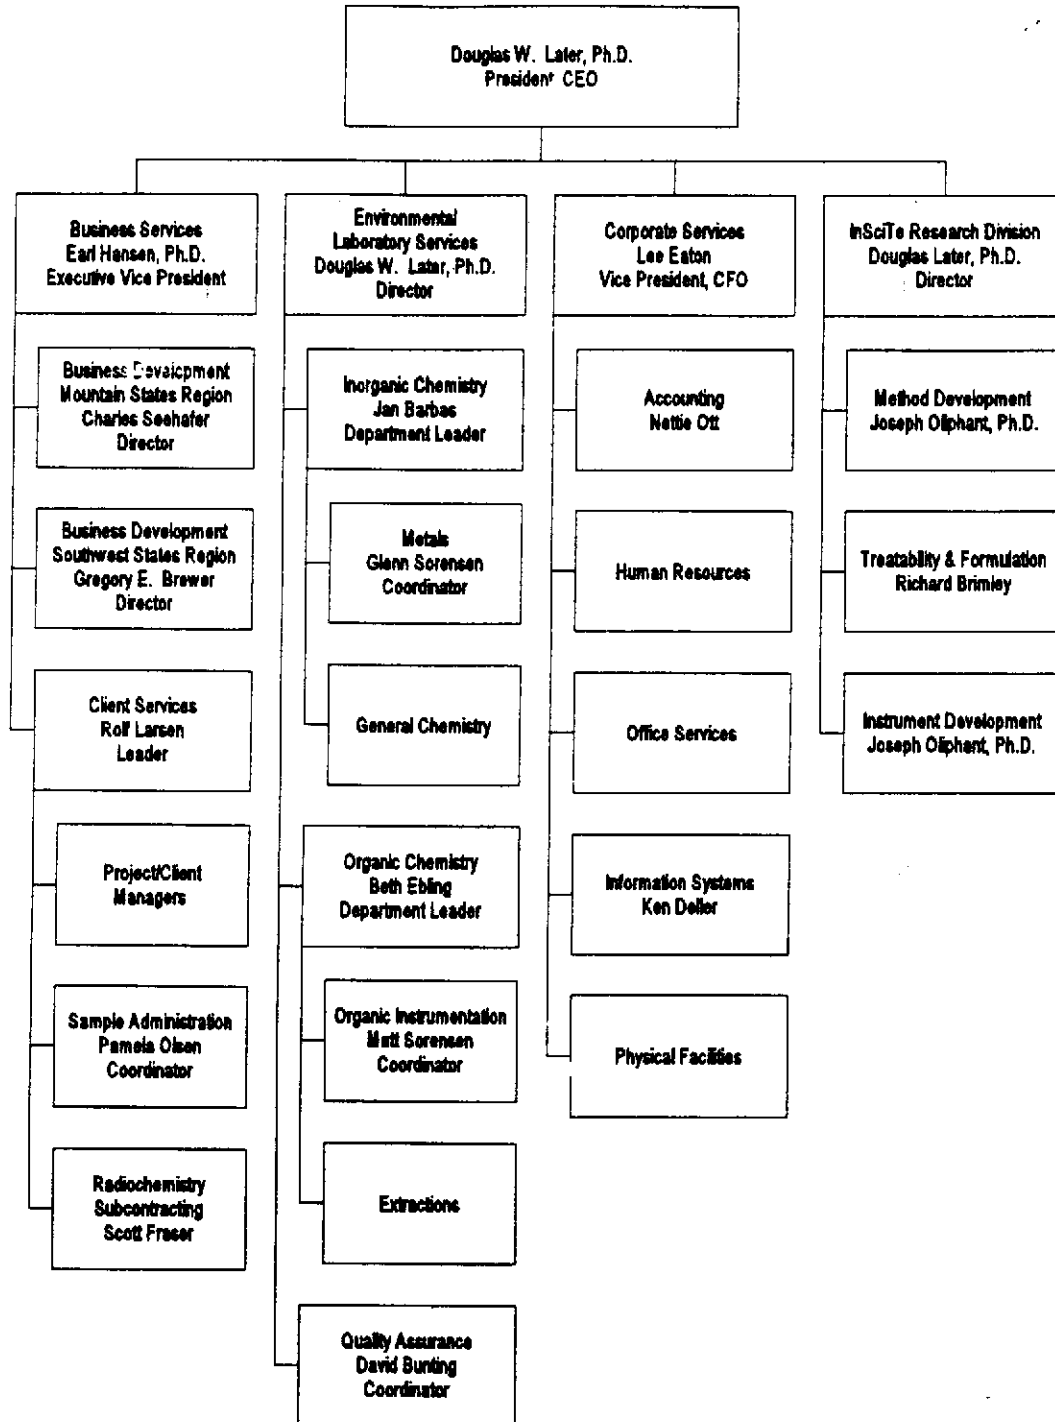 Douglas W. Later, Ph.D.
President CEO
Business Services
Earl Hansen, Ph.D.
Executive Vice President
Environmental
Laboratory Services
Douglas W. Later, Ph.D.
Director
Corporate Services
Lee Eaton
Vice President, CFO
InSciTe Research Division
Douglas Later, Ph.D.
Director
Business Development
Mountain States Region
Charles Seehafer
Director
Business Development
Southwest States Region
Gregory E. Brewer
Director
Client Services
Rolf Larsen
Leader
Project/Client
Managers
Sample Administration
Pamela Olsen
Coordinator
Radiochemistry
Subcontracting
Scott Fraser
Inorganic Chemistry
Jan Barbas
Department Leader
Metals
Glenn Sorensen
Coordinator
General Chemistry
Organic Chemistry
Beth Ebling
Department Leader
Organic Instrumentation
Matt Sorensen
Coordinator
Extractions
Quality Assurance
David Bunting
Coordinator
Accounting
Nettie Ott
Human Resources
Office Services
Information Systems
Ken Deller
Physical Facilities
Method Development
Joseph Oliphant, Ph.D.
Treatability & Formulation
Richard Brimley
Instrument Development
Joseph Oliphant, Ph.D.